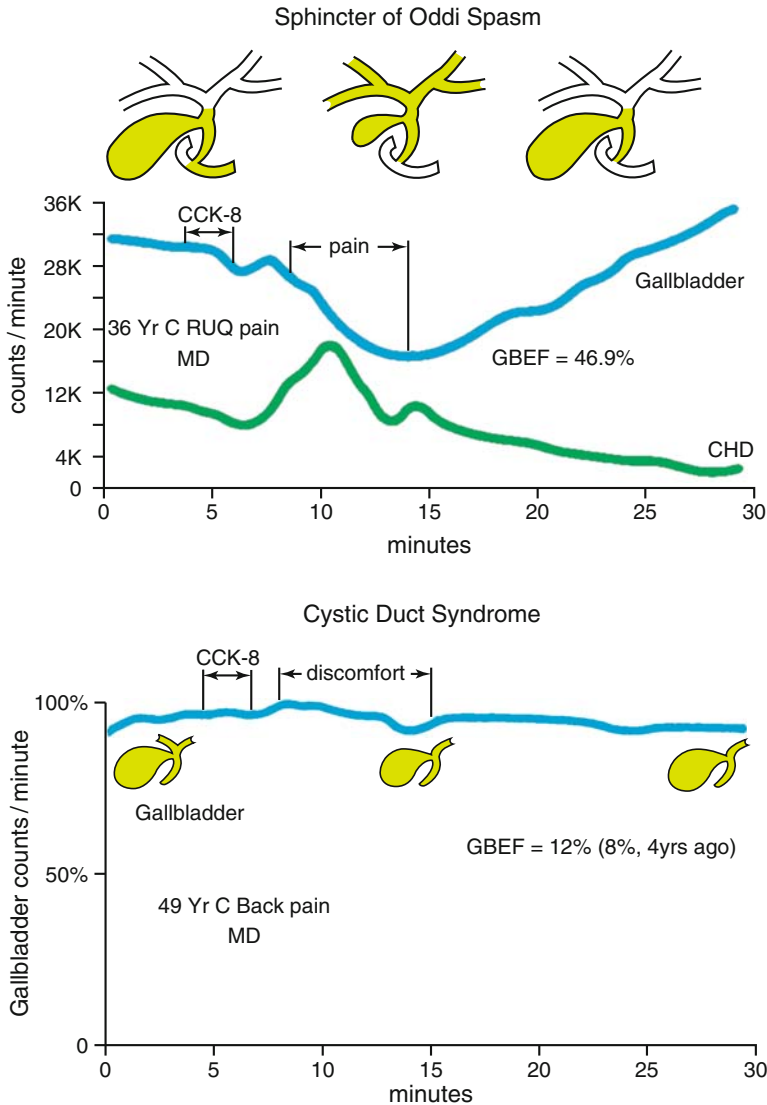 Sphincter of Oddi Spasm
36K
28K
20K
12K
4K
0
counts / minute
CCK-8
pain
Gallbladder
36 Yr C RUQ pain
MD
GBEF = 46.9%
CHD
0 5 10 15 20 25 30
minutes
Cystic Duct Syndrome
CCK-8
discomfort
100%
50%
0
Gallbladder counts / minute
Gallbladder
GBEF = 12% (8%, 4yrs ago)
49 Yr C Back pain
MD
0 5 10 15 20 25 30
minutes